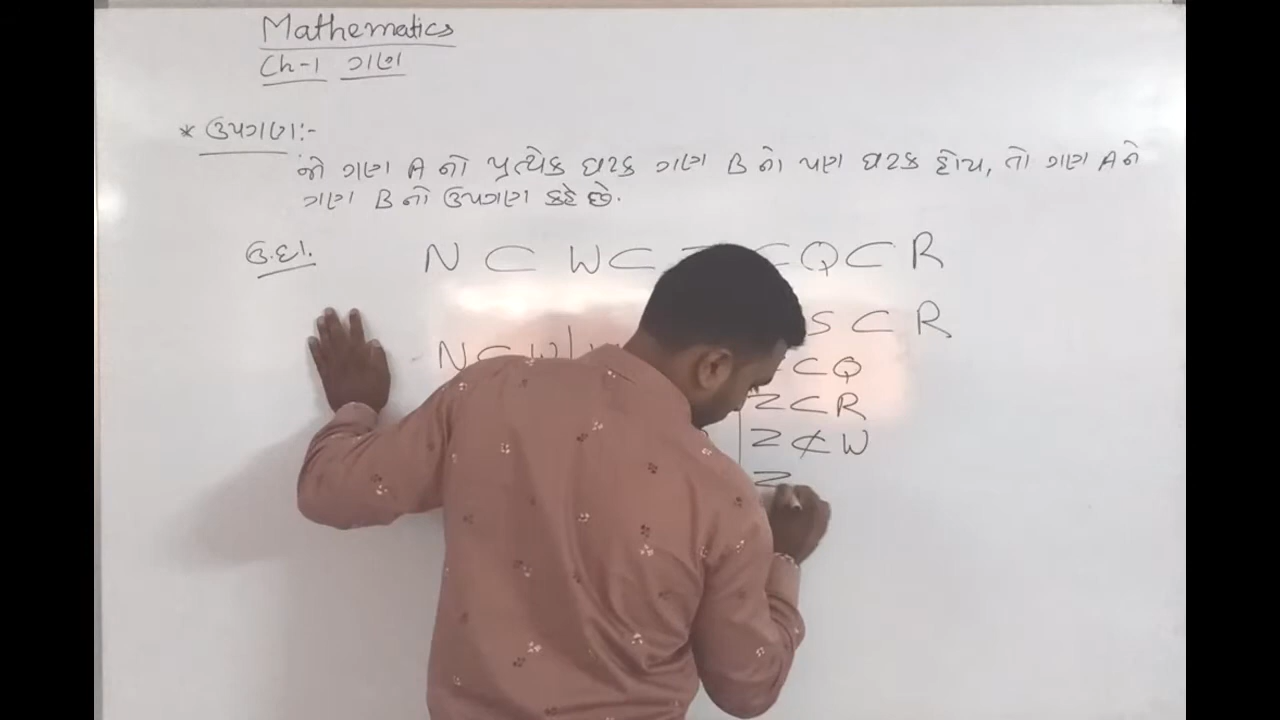 Mathematics
Ch-1 ગણ
* ઉપગણ:-
જો ગણ A નો પ્રત્યેક ઘટક ગણ B નો પણ ઘટક હોય, તો ગણ A ને
ગણ B નો ઉપગણ કહે છે.
ઉ.દા. N ⊂ W ⊂ ⊂ Q ⊂ R
S ⊂ R
N ⊂ W ⊂ Q
Z ⊂ R
Z ⊄ W
Z